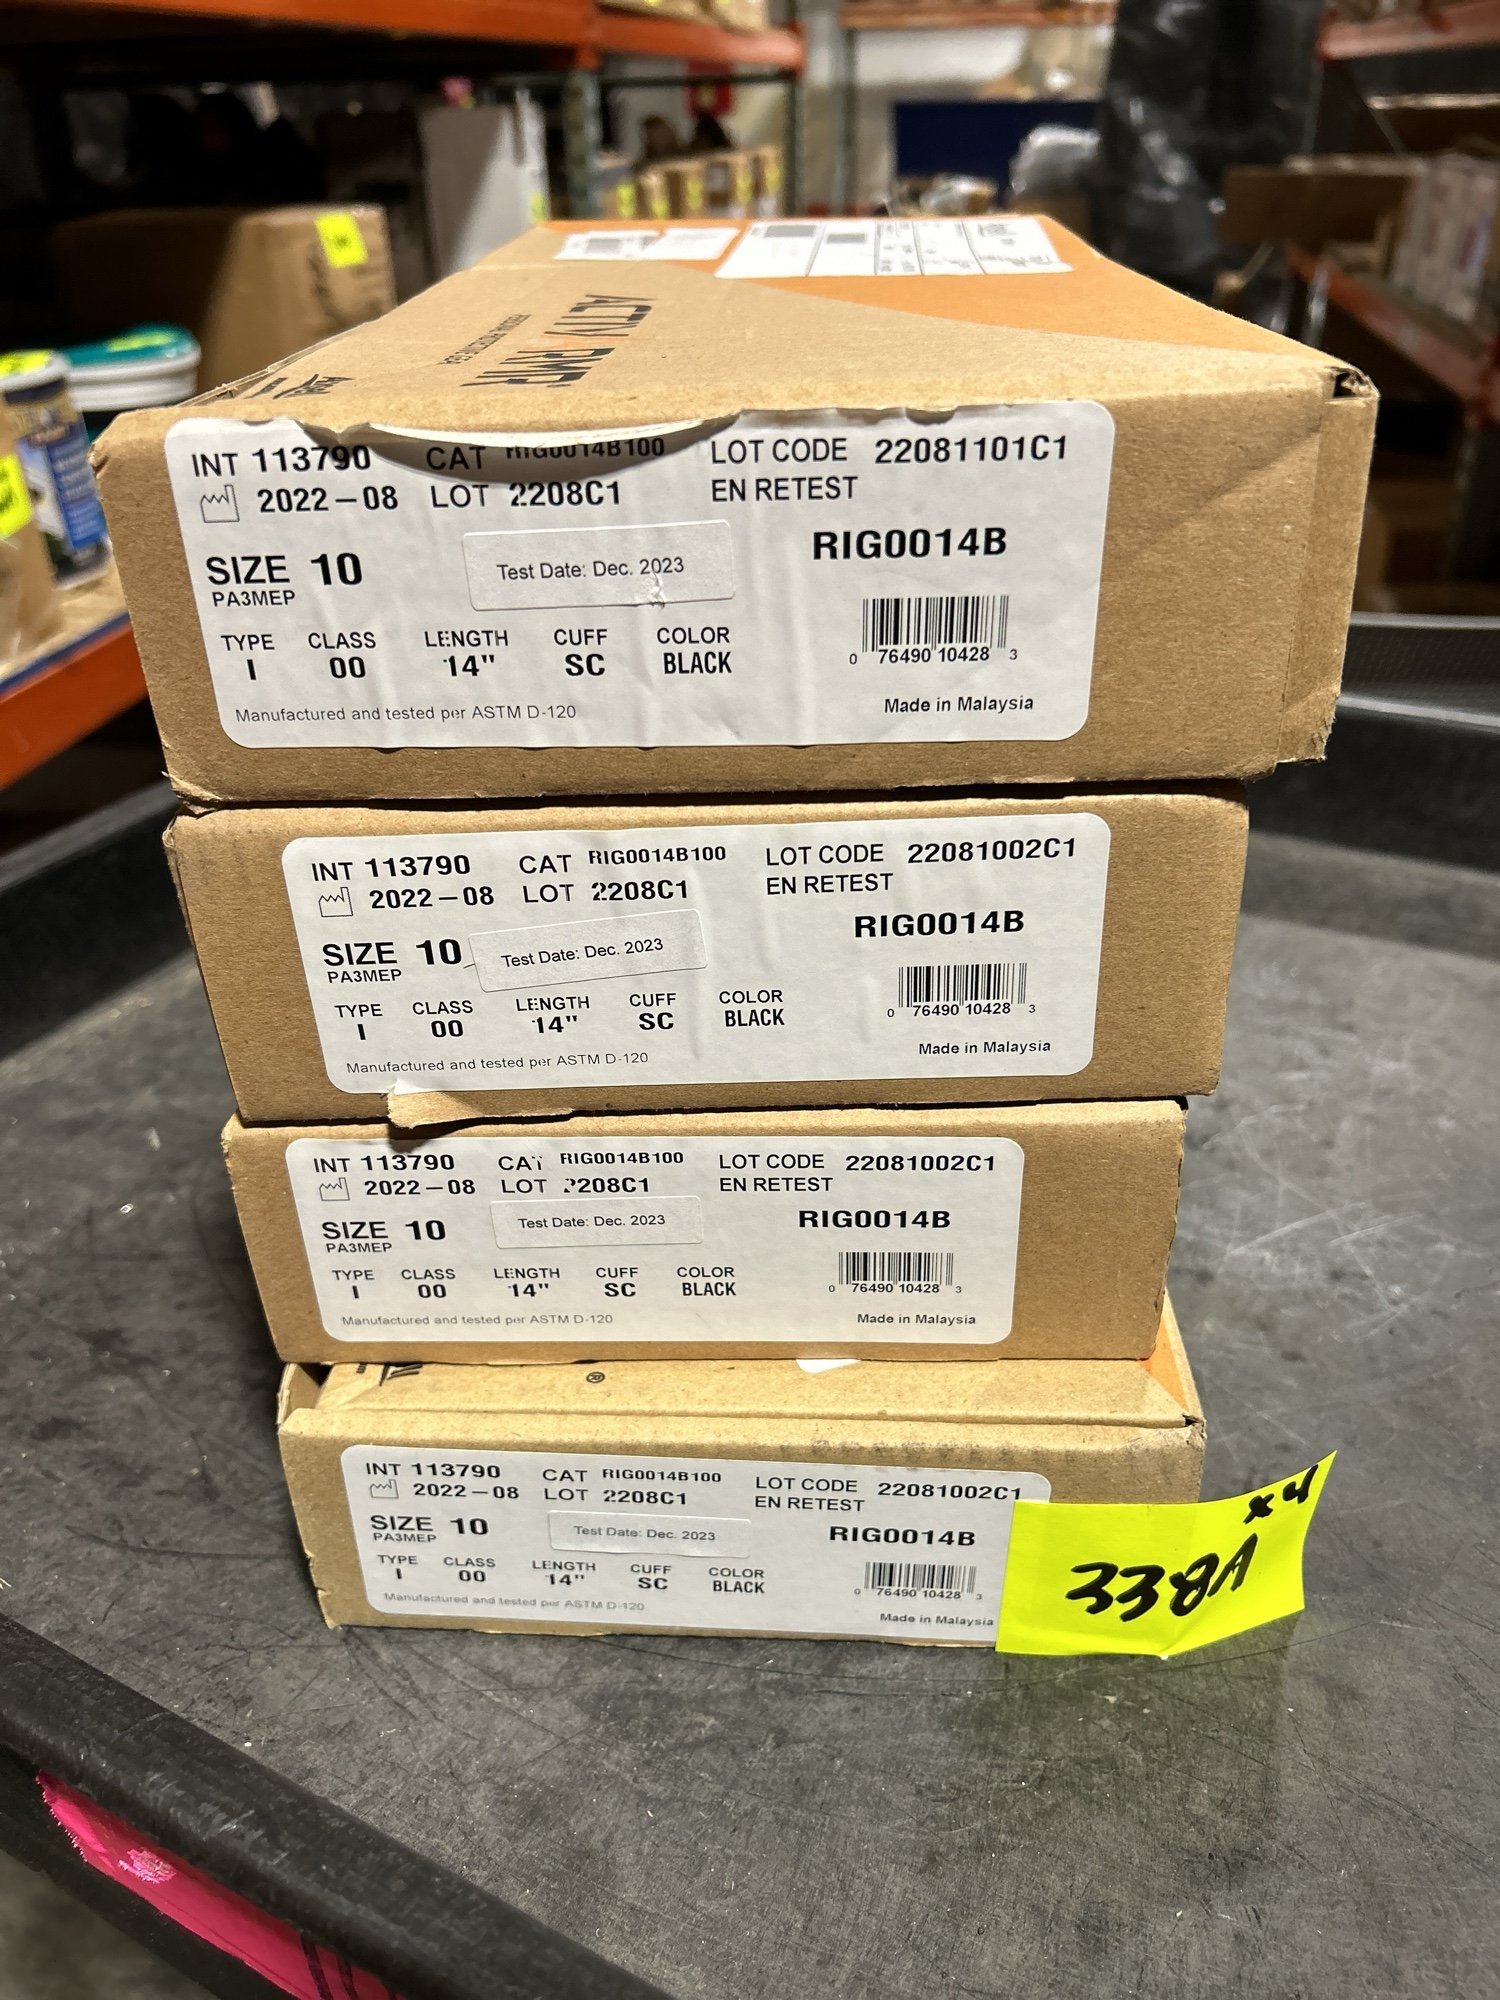 ACTIV RMR
Ansell
INT 113790 CAT RIG0014B100 LOT CODE 22081101C1
2022-08 LOT 2208C1 EN RETEST
RIG0014B
SIZE 10 Test Date: Dec. 2023
PA3MEP
TYPE CLASS LENGTH CUFF COLOR
I 00 14" SC BLACK
0 76490 10428 3
Manufactured and tested per ASTM D-120 Made in Malaysia
INT 113790 CAT RIG0014B100 LOT CODE 22081002C1
2022-08 LOT 2208C1 EN RETEST
RIG0014B
SIZE 10 Test Date: Dec. 2023
PA3MEP
TYPE CLASS LENGTH CUFF COLOR
I 00 14" SC BLACK
0 76490 10428 3
Manufactured and tested per ASTM D-120 Made in Malaysia
INT 113790 CAT RIG0014B100 LOT CODE 22081002C1
2022-08 LOT 2208C1 EN RETEST
RIG0014B
SIZE 10 Test Date: Dec. 2023
PA3MEP
TYPE CLASS LENGTH CUFF COLOR
I 00 14" SC BLACK
0 76490 10428 3
Manufactured and tested per ASTM D-120 Made in Malaysia
®
INT 113790 CAT RIG0014B100 LOT CODE 22081002C1
2022-08 LOT 2208C1 EN RETEST
RIG0014B
SIZE 10 Test Date: Dec. 2023
PA3MEP
TYPE CLASS LENGTH CUFF COLOR
I 00 14" SC BLACK
0 76490 10428 3
Manufactured and tested per ASTM D-120 Made in Malaysia
x4
338A